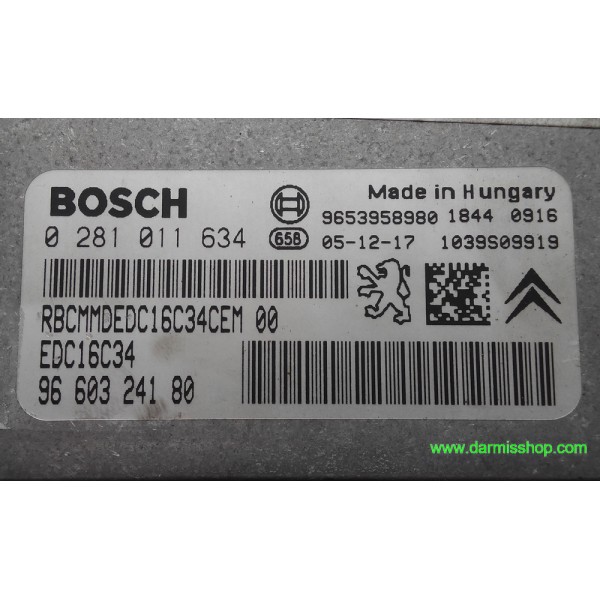 BOSCH
Made in Hungary
9653958980 1844 0916
0 281 011 634 65B 05-12-17 1039S09919
RBCMMDEDC16C34CEM 00
EDC16C34
96 603 241 80
www.darmisshop.com